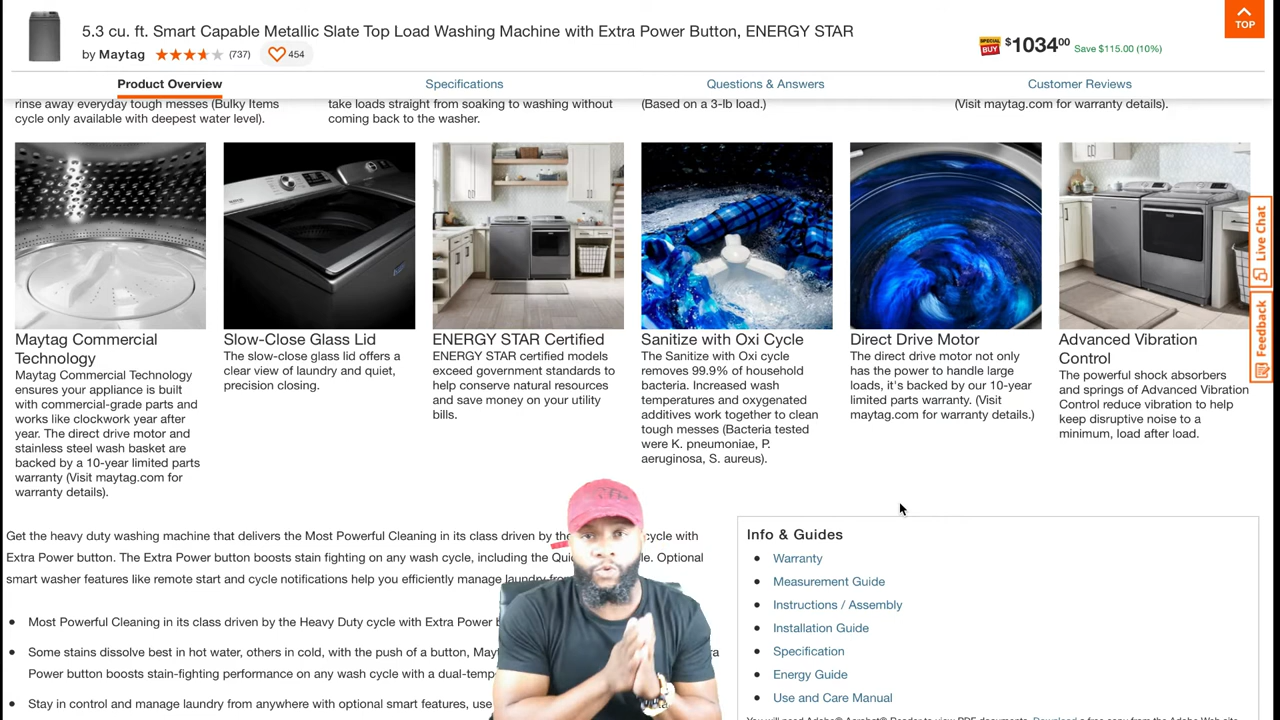 5.3 cu. ft. Smart Capable Metallic Slate Top Load Washing Machine with Extra Power Button, ENERGY STAR
by Maytag (737) 454
SPECIAL BUY $1034.00 Save $115.00 (10%)
TOP
Product Overview Specifications Questions & Answers Customer Reviews
rinse away everyday tough messes (Bulky Items
cycle only available with deepest water level).
take loads straight from soaking to washing without
coming back to the washer.
(Based on a 3-lb load.)
(Visit maytag.com for warranty details).
Maytag Commercial
Technology
Maytag Commercial Technology
ensures your appliance is built
with commercial-grade parts and
works like clockwork year after
year. The direct drive motor and
stainless steel wash basket are
backed by a 10-year limited parts
warranty (Visit maytag.com for
warranty details).
Slow-Close Glass Lid
The slow-close glass lid offers a
clear view of laundry and quiet,
precision closing.
ENERGY STAR Certified
ENERGY STAR certified models
exceed government standards to
help conserve natural resources
and save money on your utility
bills.
Sanitize with Oxi Cycle
The Sanitize with Oxi cycle
removes 99.9% of household
bacteria. Increased wash
temperatures and oxygenated
additives work together to clean
tough messes (Bacteria tested
were K. pneumoniae, P.
aeruginosa, S. aureus).
Direct Drive Motor
The direct drive motor not only
has the power to handle large
loads, it's backed by our 10-year
limited parts warranty. (Visit
maytag.com for warranty details.)
Advanced Vibration
Control
The powerful shock absorbers
and springs of Advanced Vibration
Control reduce vibration to help
keep disruptive noise to a
minimum, load after load.
Live Chat
Feedback
Get the heavy duty washing machine that delivers the Most Powerful Cleaning in its class driven by the cycle with
Extra Power button. The Extra Power button boosts stain fighting on any wash cycle, including the
smart washer features like remote start and cycle notifications help you efficiently manage laundry
Most Powerful Cleaning in its class driven by the Heavy Duty cycle with Extra Power
Some stains dissolve best in hot water, others in cold, with the push of a button,
Power button boosts stain-fighting performance on any wash cycle with a
Stay in control and manage laundry from anywhere with optional smart features, use
Info & Guides
Warranty
Measurement Guide
Instructions / Assembly
Installation Guide
Specification
Energy Guide
Use and Care Manual